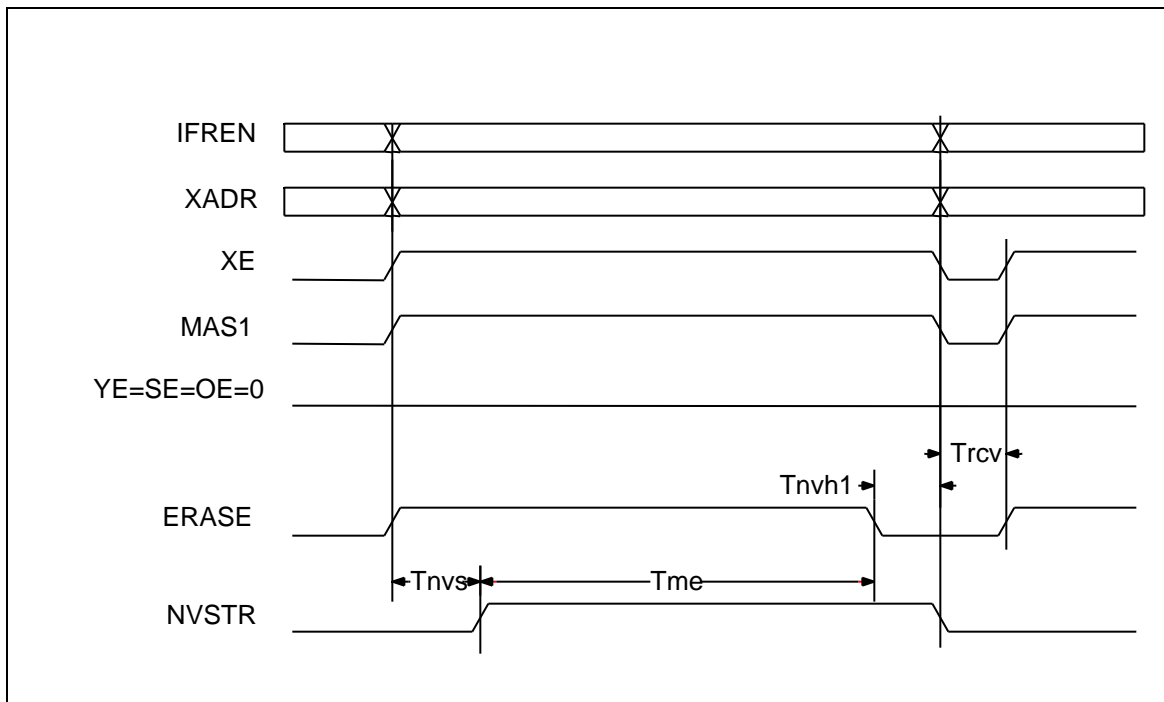 IFREN
XADR
XE
MAS1
YE=SE=OE=0
Trcv
Tnvh1
ERASE
Tnvs
Tme
NVSTR